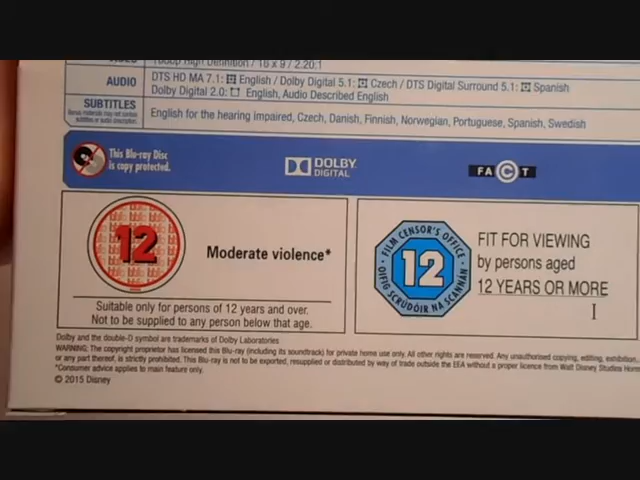 1080p High Definition / 16 x 9 / 2.20:1
AUDIO
DTS HD MA 7.1: English / Dolby Digital 5.1: Czech / DTS Digital Surround 5.1: Spanish
Dolby Digital 2.0: English, Audio Described English
SUBTITLES
Bonus materials may not contain
subtitles or audio description.
English for the hearing impaired, Czech, Danish, Finnish, Norwegian, Portuguese, Spanish, Swedish
This Blu-ray Disc
is copy protected.
DOLBY
DIGITAL
FACT
12
Moderate violence*
Suitable only for persons of 12 years and over.
Not to be supplied to any person below that age.
FILM CENSOR'S OFFICE
12
OIFIG SCRÚDÓIR NA SCANNÁN
FIT FOR VIEWING
by persons aged
12 YEARS OR MORE
Dolby and the double-D symbol are trademarks of Dolby Laboratories
WARNING: The copyright proprietor has licensed this Blu-ray (including its soundtrack) for private home use only. All other rights are reserved. Any unauthorised copying, editing, exhibition,
or any part thereof, is strictly prohibited. This Blu-ray is not to be exported, resupplied or distributed by way of trade outside the EEA without a proper licence from Walt Disney Studios Home
*Consumer advice applies to main feature only.
© 2015 Disney